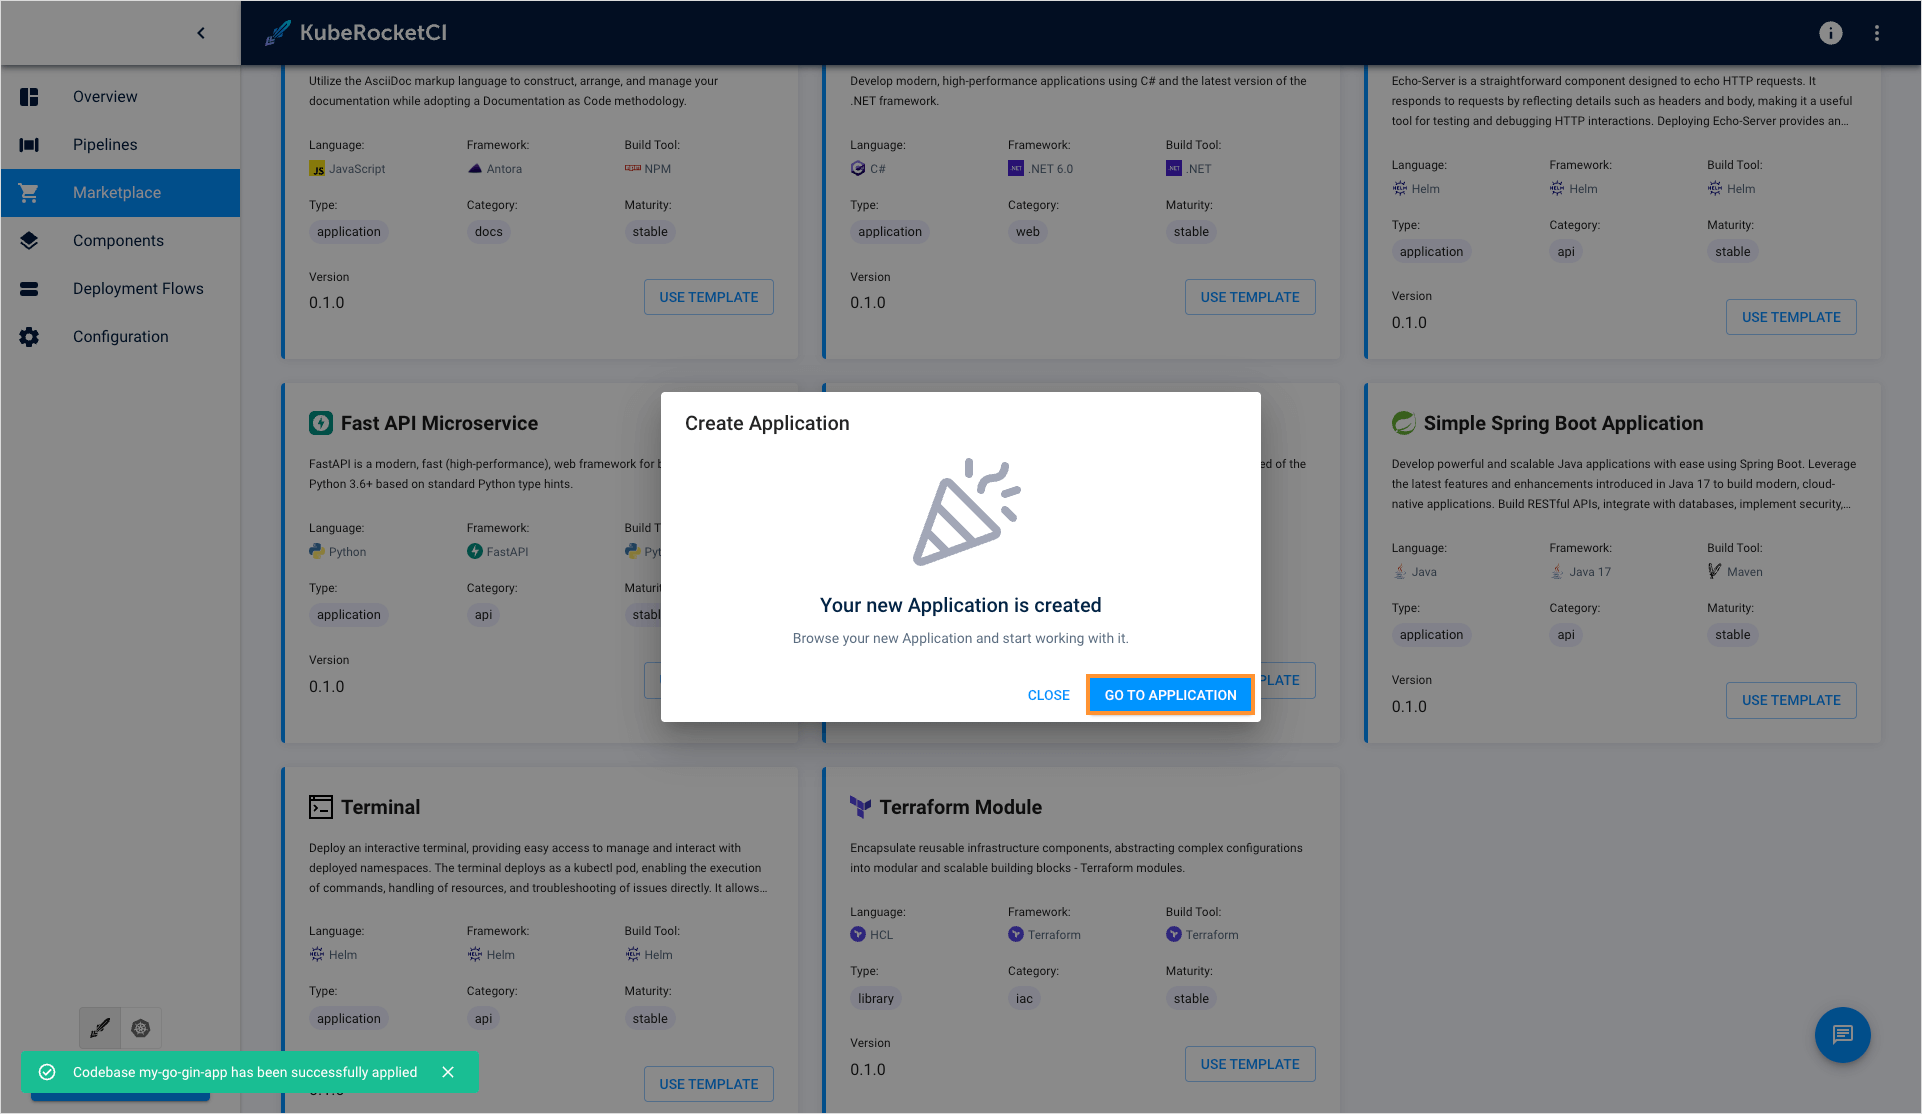 KubeRocketCI
i
Overview
Pipelines
Marketplace
Components
Deployment Flows
Configuration
Utilize the AsciiDoc markup language to construct, arrange, and manage your
documentation while adopting a Documentation as Code methodology.
Language:
Framework:
Build Tool:
JS
JavaScript
Antora
NPM
Type:
Category:
Maturity:
application
docs
stable
Version
0.1.0
USE TEMPLATE
Develop modern, high-performance applications using C# and the latest version of the
.NET framework.
Language:
Framework:
Build Tool:
C#
.NET 6.0
.NET
Type:
Category:
Maturity:
application
web
stable
Version
0.1.0
USE TEMPLATE
Echo-Server is a straightforward component designed to echo HTTP requests. It
responds to requests by reflecting details such as headers and body, making it a useful
tool for testing and debugging HTTP interactions. Deploying Echo-Server provides an…
Language:
Framework:
Build Tool:
Helm
Helm
Helm
Type:
Category:
Maturity:
application
api
stable
Version
0.1.0
USE TEMPLATE
Fast API Microservice
FastAPI is a modern, fast (high-performance), web framework for b
Python 3.6+ based on standard Python type hints.
Language:
Framework:
Build T
Python
FastAPI
Pyt
Type:
Category:
Maturi
application
api
stabl
Version
0.1.0
ed of the
PLATE
Create Application
Your new Application is created
Browse your new Application and start working with it.
CLOSE
GO TO APPLICATION
Simple Spring Boot Application
Develop powerful and scalable Java applications with ease using Spring Boot. Leverage
the latest features and enhancements introduced in Java 17 to build modern, cloud-
native applications. Build RESTful APIs, integrate with databases, implement security,…
Language:
Framework:
Build Tool:
Java
Java 17
Maven
Type:
Category:
Maturity:
application
api
stable
Version
0.1.0
USE TEMPLATE
Terminal
Deploy an interactive terminal, providing easy access to manage and interact with
deployed namespaces. The terminal deploys as a kubectl pod, enabling the execution
of commands, handling of resources, and troubleshooting of issues directly. It allows…
Language:
Framework:
Build Tool:
Helm
Helm
Helm
Type:
Category:
Maturity:
application
api
stable
USE TEMPLATE
Terraform Module
Encapsulate reusable infrastructure components, abstracting complex configurations
into modular and scalable building blocks - Terraform modules.
Language:
Framework:
Build Tool:
HCL
Terraform
Terraform
Type:
Category:
Maturity:
library
iac
stable
Version
0.1.0
USE TEMPLATE
Codebase my-go-gin-app has been successfully applied